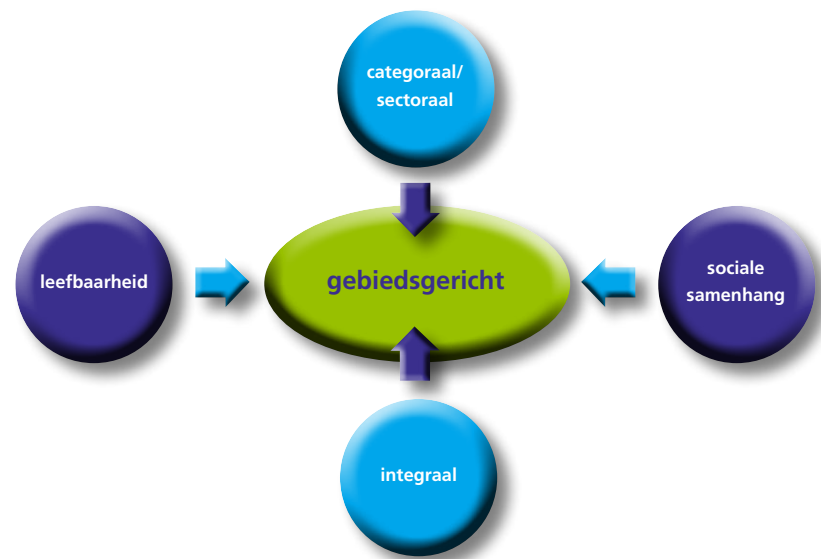 categoraal/
sectoraal
leefbaarheid
gebiedsgericht
sociale
samenhang
integraal